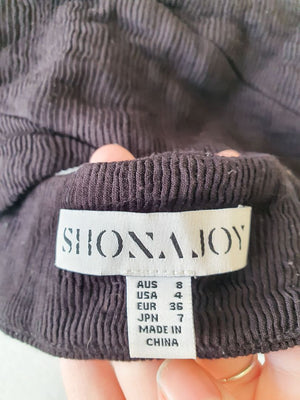 SHONA JOY
AUS 8
USA 4
EUR 36
JPN 7
MADE IN
CHINA